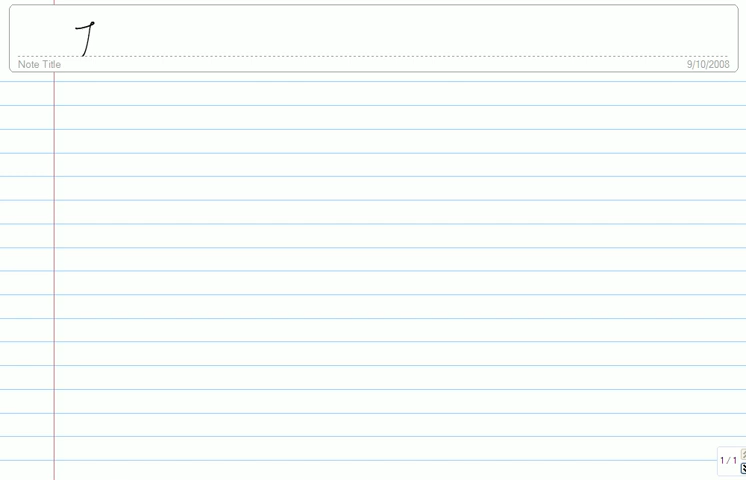 Note Title
9/10/2008
1 / 1